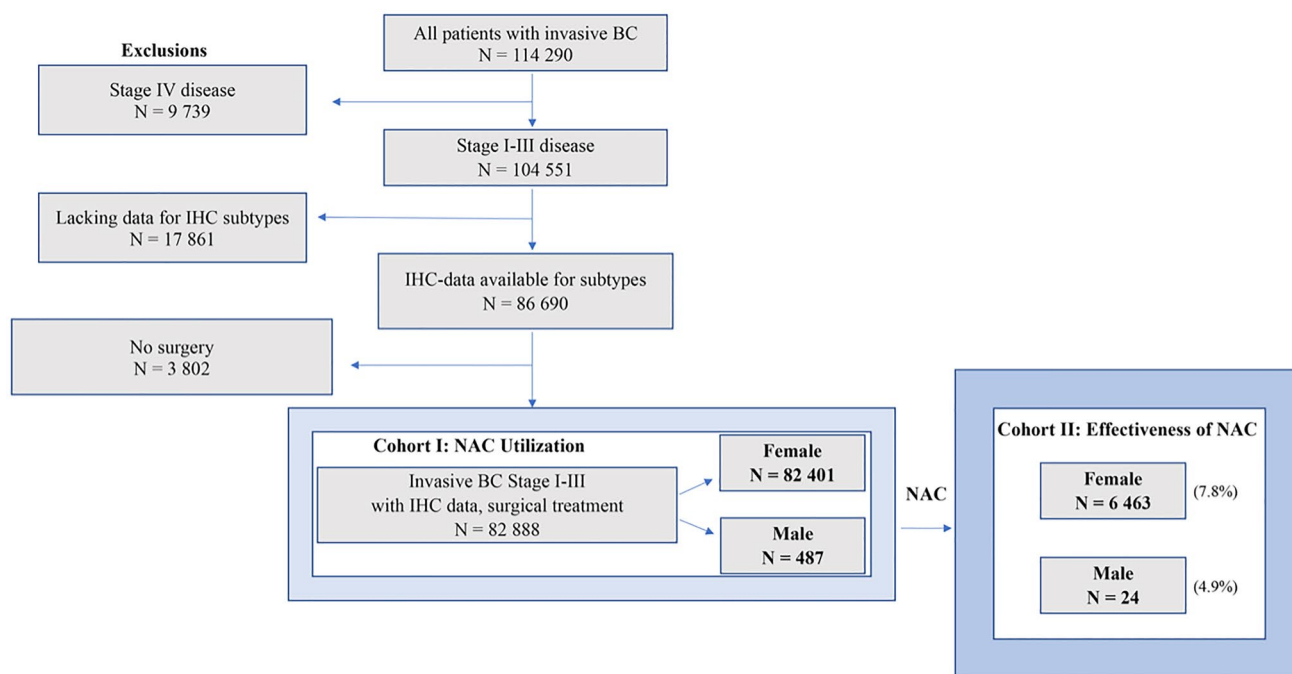 All patients with invasive BC
N = 114 290
Exclusions
Stage IV disease
N = 9 739
Stage I-III disease
N = 104 551
Lacking data for IHC subtypes
N = 17 861
IHC-data available for subtypes
N = 86 690
No surgery
N = 3 802
Cohort I: NAC Utilization
Invasive BC Stage I-III
with IHC data, surgical treatment
N = 82 888
Female
N = 82 401
Male
N = 487
NAC
Cohort II: Effectiveness of NAC
Female
N = 6 463
(7.8%)
Male
N = 24
(4.9%)